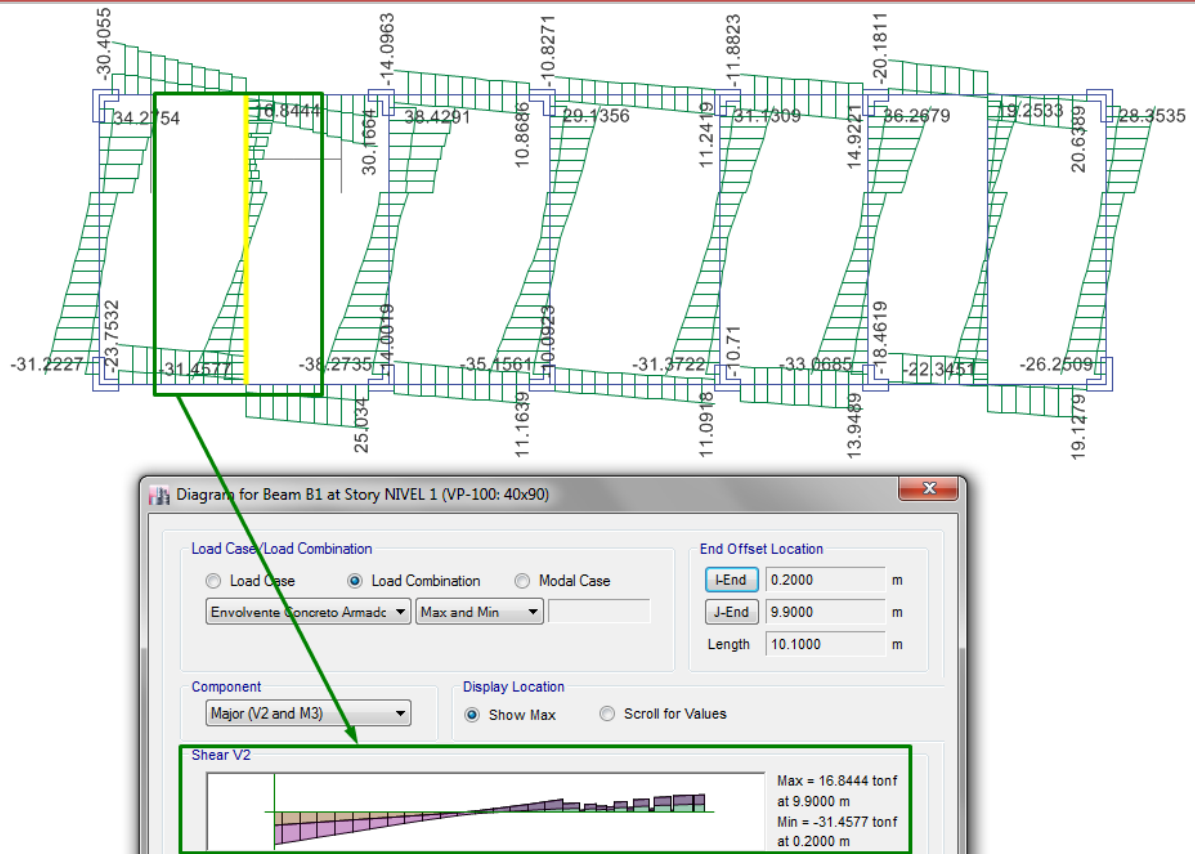 -30.4055
-14.0963
-10.8271
-11.8823
-20.1811
34.2754
16.8444
30.1664
38.4291
10.8686
29.1356
11.2419
31.1309
14.9221
36.2679
19.2533
20.6389
28.3535
-31.2227
-23.7532
-31.4577
-38.2735
-14.0019
-35.1561
-10.0923
-31.3722
-10.71
-33.0685
-18.4619
-22.3451
-26.2509
25.034
11.1639
11.0918
13.9489
19.1279
Diagram for Beam B1 at Story NIVEL 1 (VP-100: 40x90)
Load Case/Load Combination
Load Case
Load Combination
Modal Case
Envolvente Concreto Armadc
Max and Min
End Offset Location
I-End
0.2000
m
J-End
9.9000
m
Length
10.1000
m
Component
Major (V2 and M3)
Display Location
Show Max
Scroll for Values
Shear V2
Max = 16.8444 tonf
at 9.9000 m
Min = -31.4577 tonf
at 0.2000 m